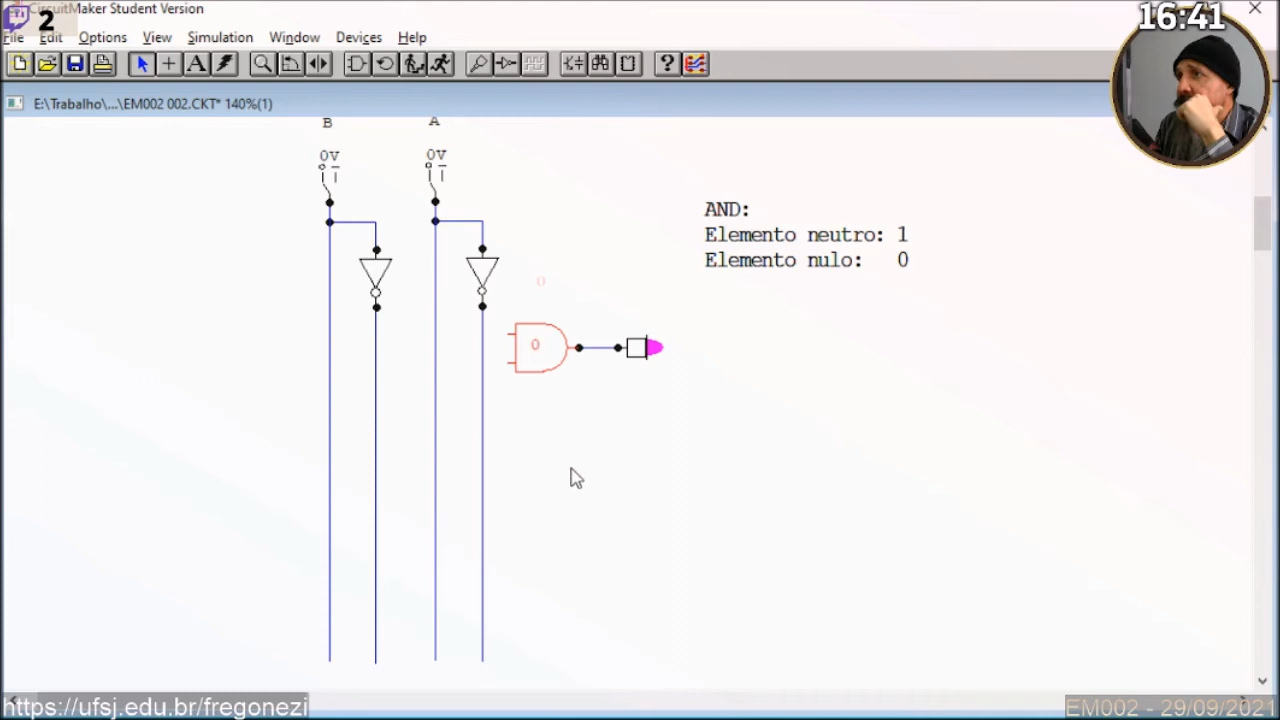 CircuitMaker Student Version
2
16:41
File Edit Options View Simulation Window Devices Help
A
?
E:\Trabalho\...\EM002 002.CKT* 140%(1)
B A
0V 0V
AND:
Elemento neutro: 1
Elemento nulo: 0
0
0
https://ufsj.edu.br/fregonezi
EM002 - 29/09/2021